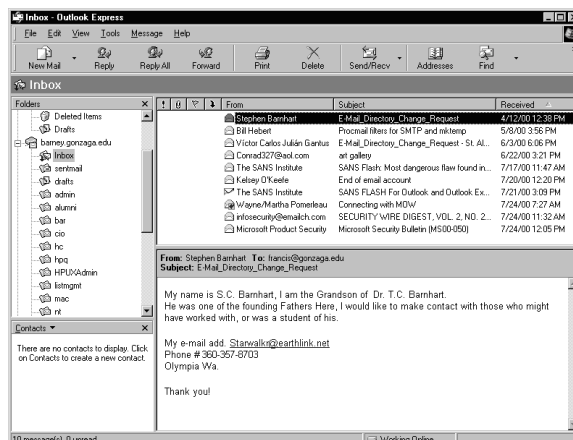 Inbox - Outlook Express
File Edit View Tools Message Help
New Mail Reply Reply All Forward Print Delete Send/Recv Addresses Find
Inbox
Folders
Deleted Items
Drafts
barney.gonzaga.edu
Inbox
sentmail
drafts
admin
alumni
bar
cio
hc
hpq
HPUXAdmin
listmgmt
mac
nt
Contacts
There are no contacts to display. Click
on Contacts to create a new contact.
! From Subject Received
Stephen Barnhart E-Mail_Directory_Change_Request 4/12/00 12:38 PM
Bill Hebert Procmail filters for SMTP and mktemp 5/8/00 3:56 PM
Víctor Carlos Julián Gantus E-Mail_Directory_Change_Request - St. Al... 6/3/00 6:06 PM
Conrad327@aol.com art gallery 6/22/00 3:21 PM
The SANS Institute SANS Flash: Most dangerous flaw found in... 7/17/00 11:47 AM
Kelsey O'Keefe End of email account 7/20/00 12:20 PM
The SANS Institute SANS FLASH For Outlook and Outlook Ex... 7/21/00 3:09 PM
Wayne/Martha Pomerleau Connecting with MOW 7/24/00 7:27 AM
infosecurity@emailch.com SECURITY WIRE DIGEST, VOL. 2, NO. 2... 7/24/00 11:32 AM
Microsoft Product Security Microsoft Security Bulletin (MS00-050) 7/24/00 12:05 PM
From: Stephen Barnhart To: francis@gonzaga.edu
Subject: E-Mail_Directory_Change_Request
My name is S.C. Barnhart, I am the Grandson of Dr. T.C. Barnhart.
He was one of the founding Fathers Here, I would like to make contact with those who might
have worked with, or was a student of his.
My e-mail add. Starwalkr@earthlink.net
Phone # 360-357-8703
Olympia Wa.
Thank you!
10 message(s), 0 unread Working Online